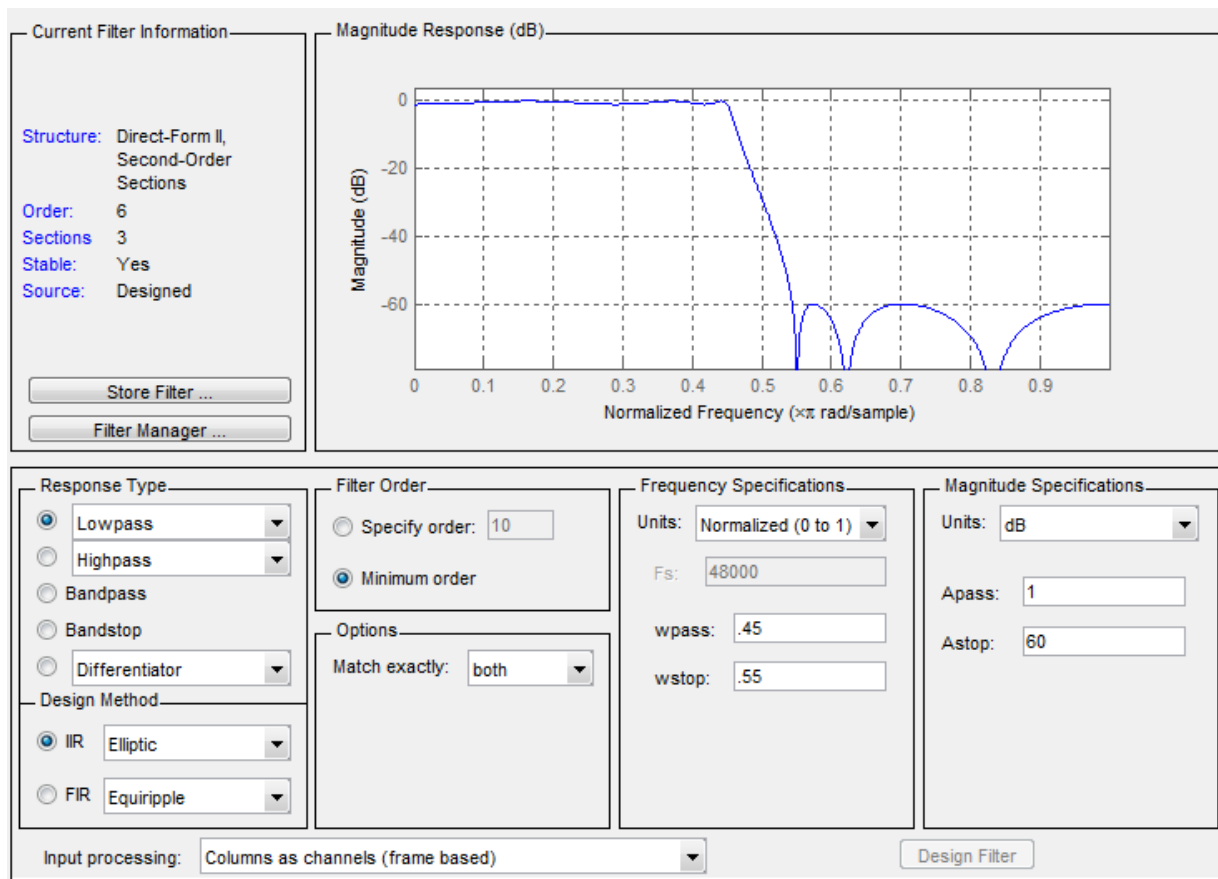 Current Filter Information
Structure: Direct-Form II,
Second-Order
Sections
Order: 6
Sections 3
Stable: Yes
Source: Designed
Store Filter ...
Filter Manager ...
Magnitude Response (dB)
Magnitude (dB)
0
-20
-40
-60
0 0.1 0.2 0.3 0.4 0.5 0.6 0.7 0.8 0.9
Normalized Frequency (×π rad/sample)
Response Type
Lowpass
Highpass
Bandpass
Bandstop
Differentiator
Design Method
IIR Elliptic
FIR Equiripple
Filter Order
Specify order: 10
Minimum order
Options
Match exactly: both
Frequency Specifications
Units: Normalized (0 to 1)
Fs: 48000
wpass: .45
wstop: .55
Magnitude Specifications
Units: dB
Apass: 1
Astop: 60
Input processing: Columns as channels (frame based)
Design Filter